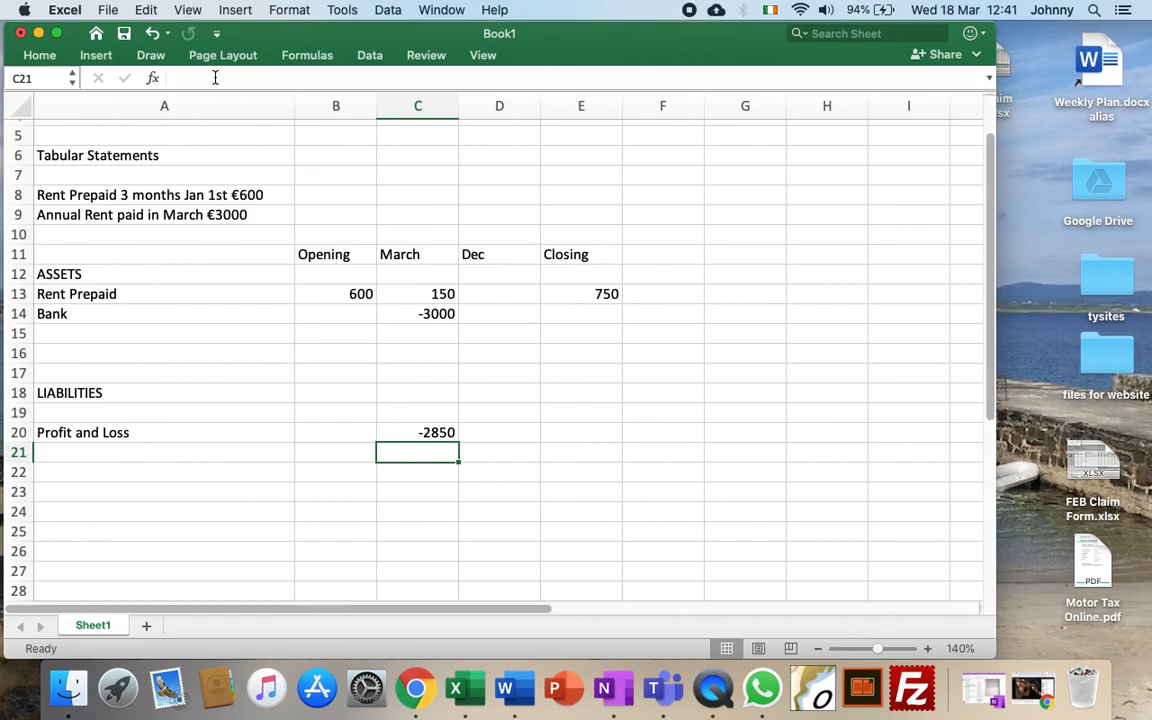 Excel File Edit View Insert Format Tools Data Window Help 94% Wed 18 Mar 12:41 Johnny
Book1 Search Sheet
Home Insert Draw Page Layout Formulas Data Review View Share
C21 fx
A B C D E F G H I
5
6 Tabular Statements
7
8 Rent Prepaid 3 months Jan 1st €600
9 Annual Rent paid in March €3000
10
11 Opening March Dec Closing
12 ASSETS
13 Rent Prepaid 600 150 750
14 Bank -3000
15
16
17
18 LIABILITIES
19
20 Profit and Loss -2850
21
22
23
24
25
26
27
28
Sheet1 +
Ready 140%
Weekly Plan.docx
alias
Google Drive
tysites
files for website
XLSX
FEB Claim
Form.xlsx
PDF
Motor Tax
Online.pdf